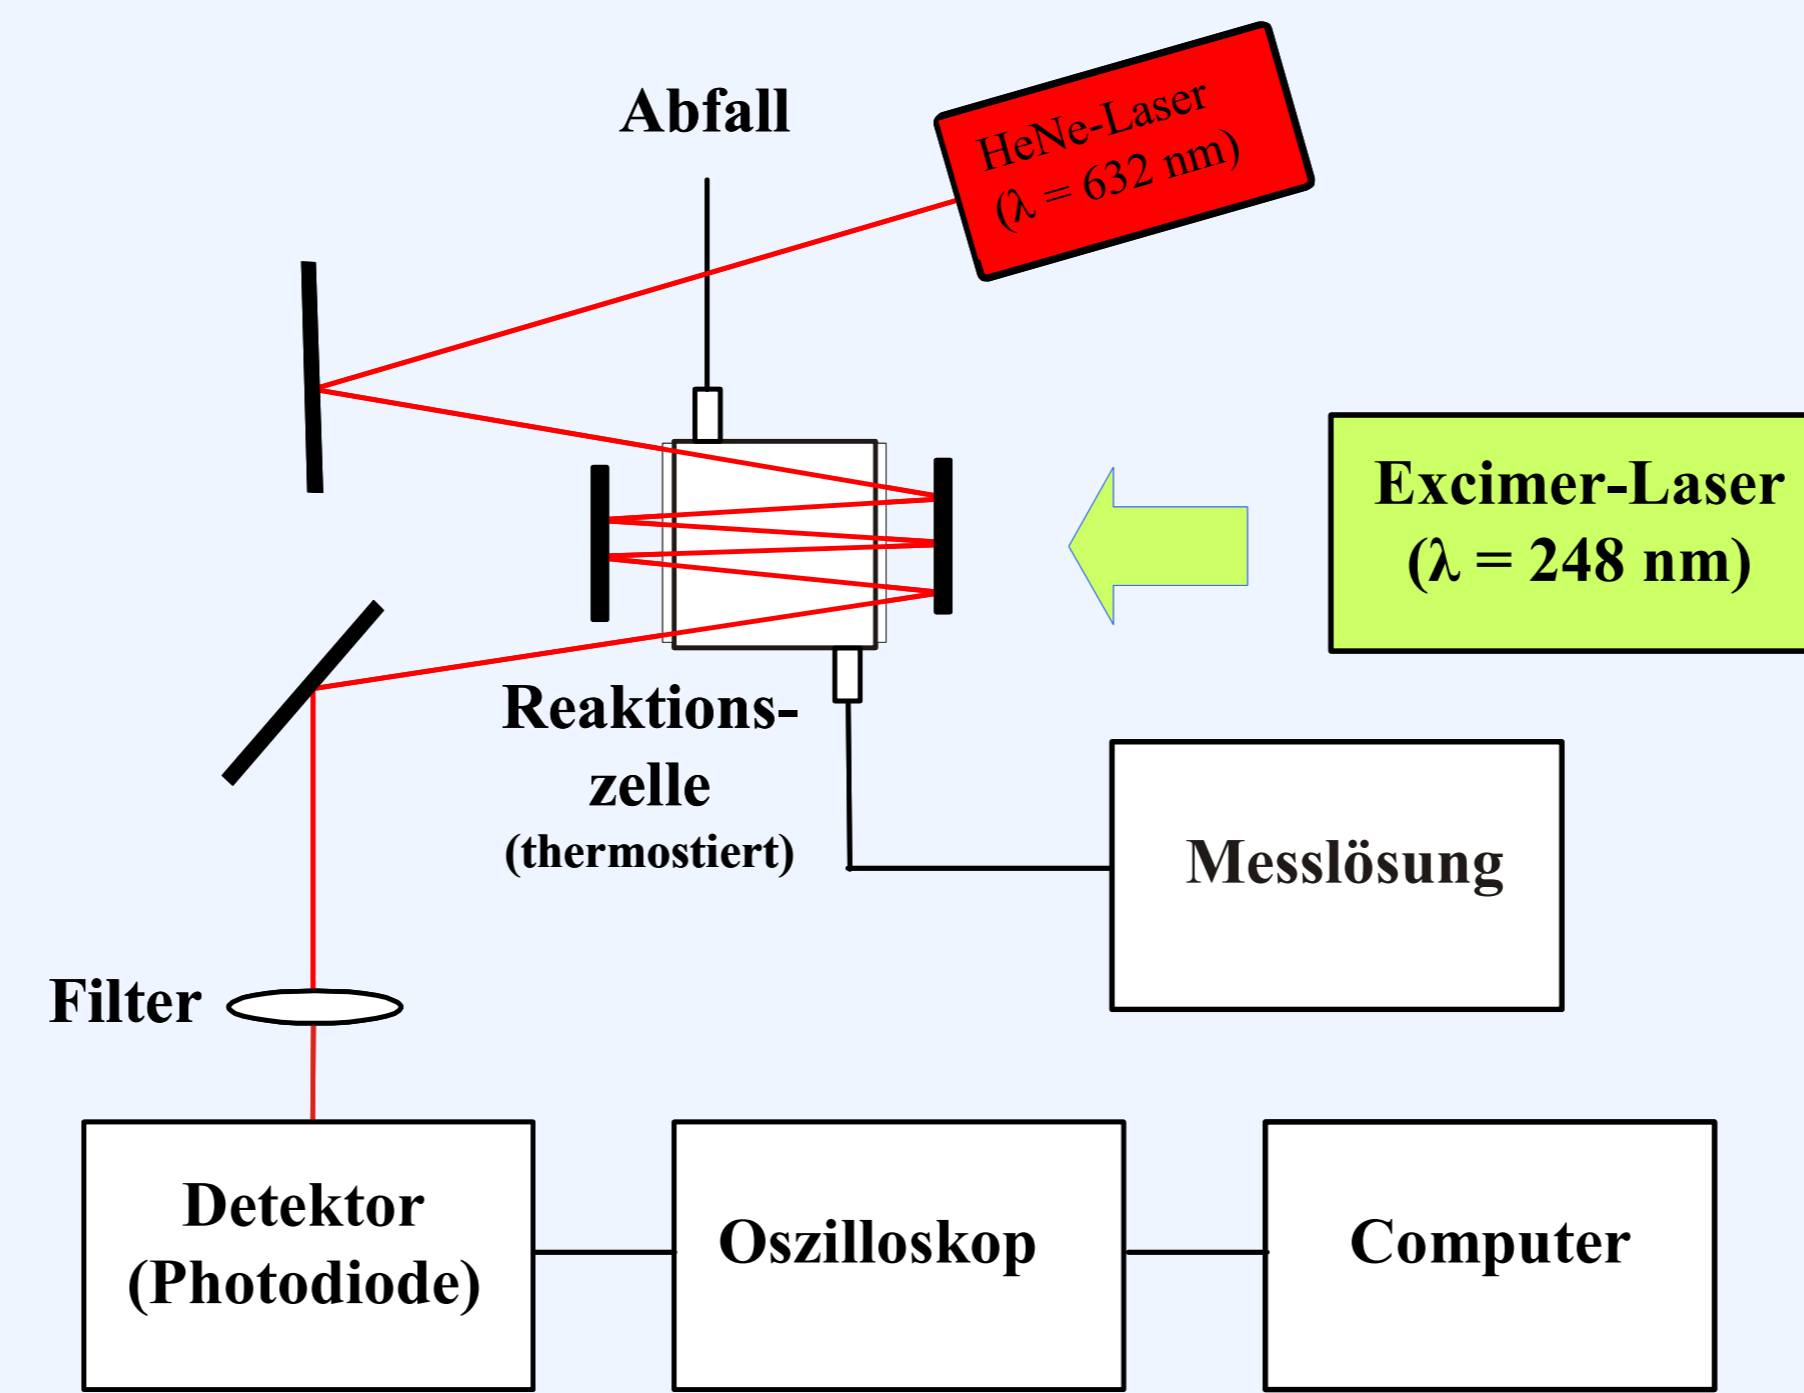 Abfall
HeNe-Laser
(λ = 632 nm)
Excimer-Laser
(λ = 248 nm)
Reaktions-
zelle
(thermostiert)
Messlösung
Filter
Detektor
(Photodiode)
Oszilloskop
Computer